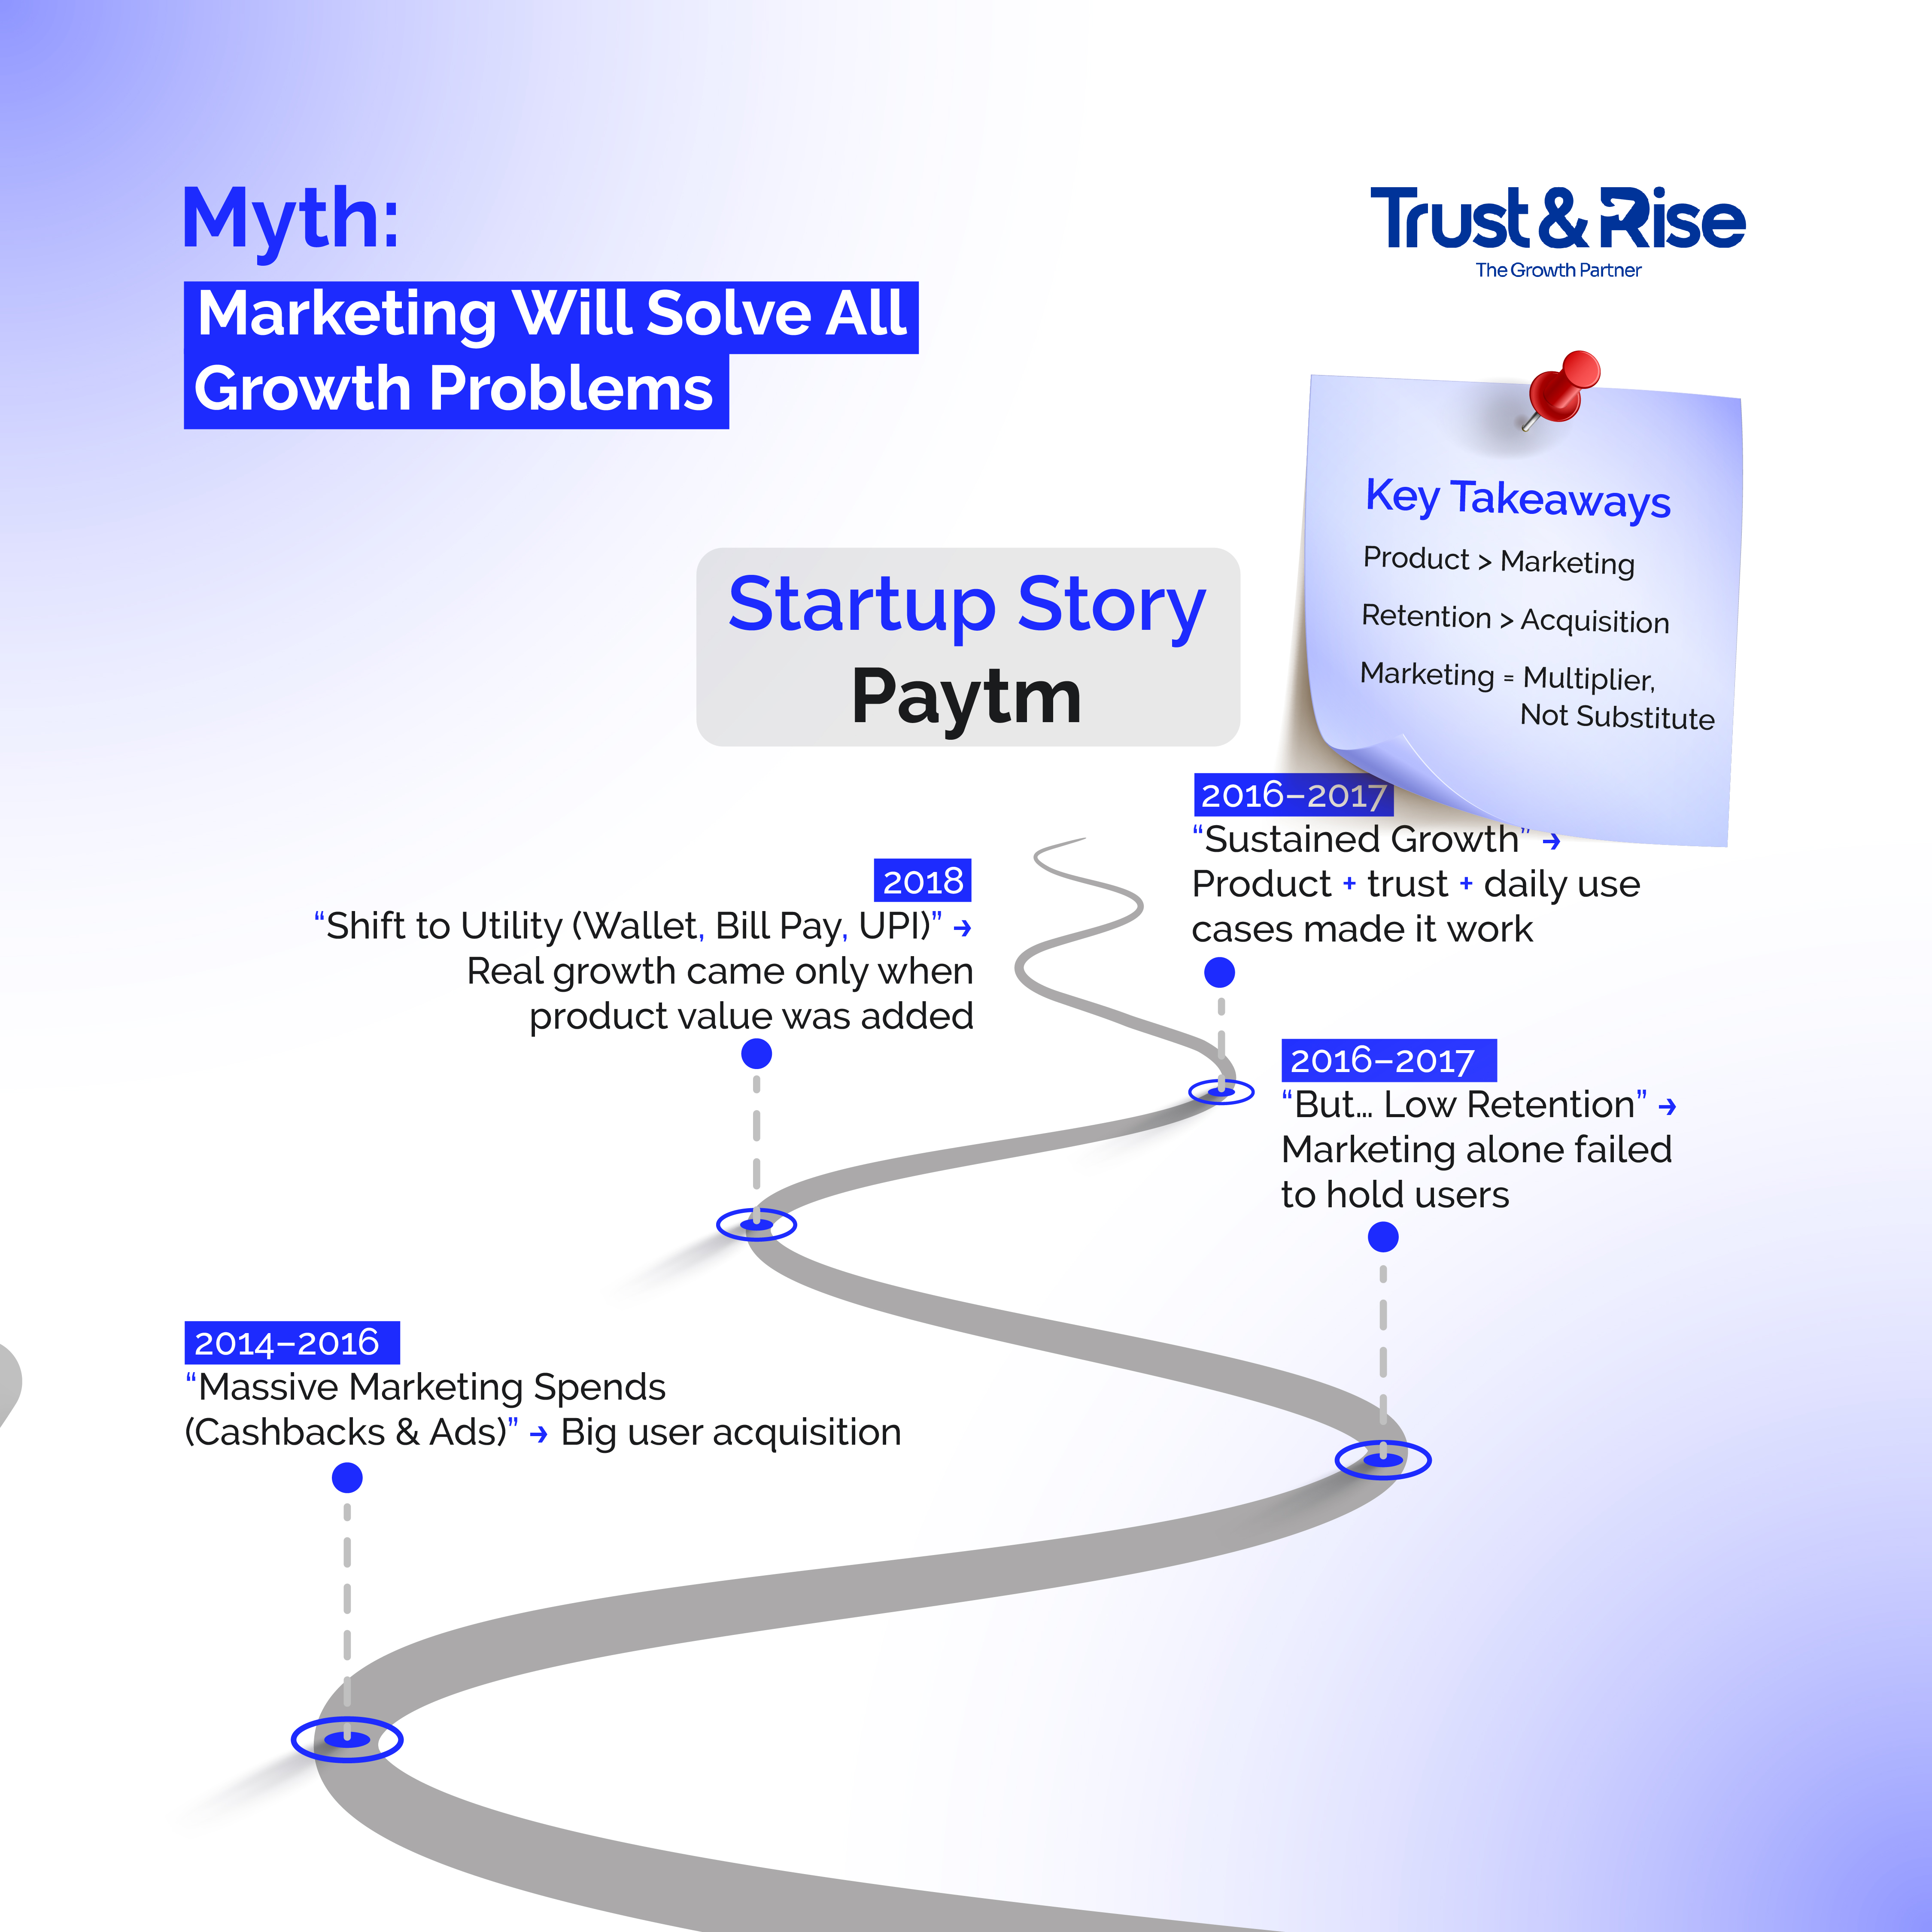 Myth:
Marketing Will Solve All
Growth Problems
Trust & Rise
The Growth Partner
Key Takeaways
Product > Marketing
Retention > Acquisition
Marketing = Multiplier,
Not Substitute
Startup Story
Paytm
2016–2017
“Sustained Growth” →
Product + trust + daily use
cases made it work
2018
“Shift to Utility (Wallet, Bill Pay, UPI)” →
Real growth came only when
product value was added
2016–2017
“But... Low Retention” →
Marketing alone failed
to hold users
2014–2016
“Massive Marketing Spends
(Cashbacks & Ads)” → Big user acquisition